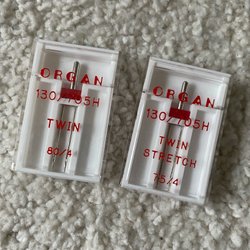 ORGAN
130/705H
TWIN
80/4
ORGAN
130/705H
TWIN
STRETCH
75/4